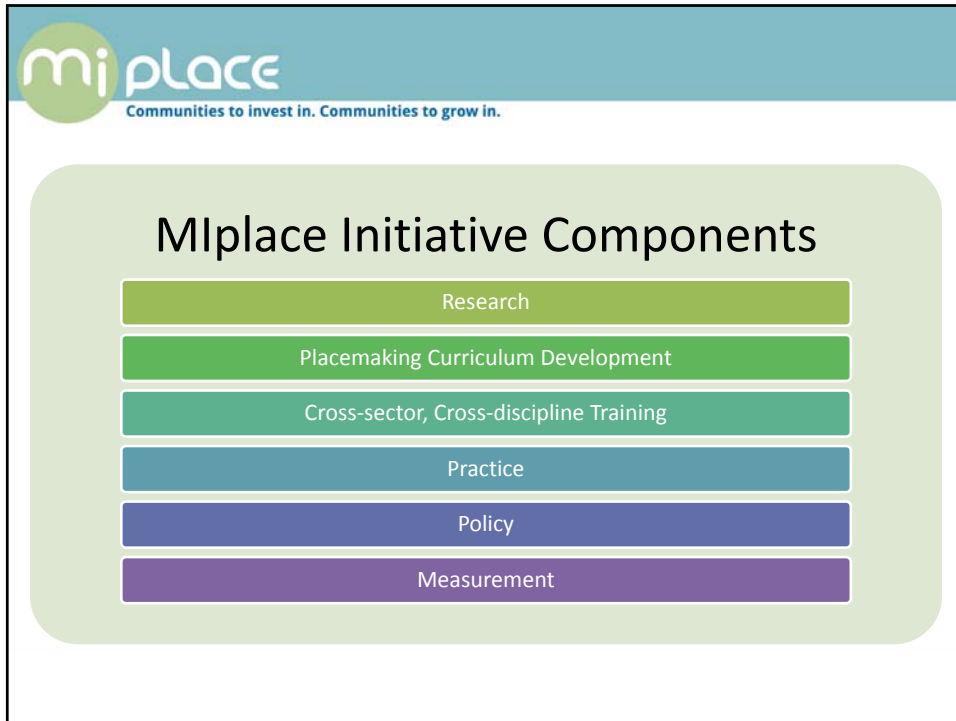 mi place
Communities to invest in. Communities to grow in.
MIplace Initiative Components
Research
Placemaking Curriculum Development
Cross-sector, Cross-discipline Training
Practice
Policy
Measurement